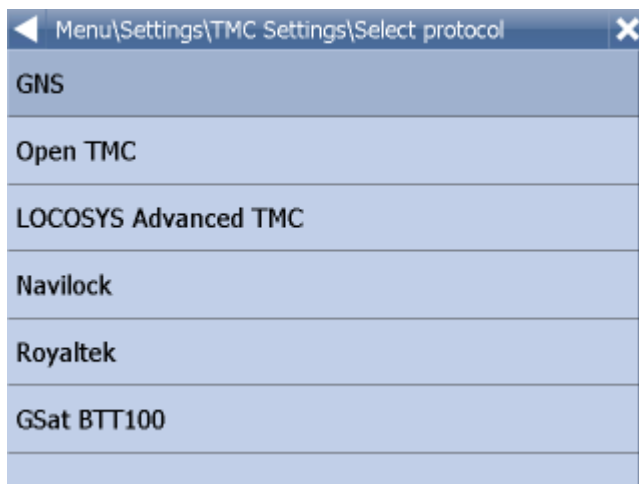 Menu\Settings\TMC Settings\Select protocol
GNS
Open TMC
LOCOSYS Advanced TMC
Navilock
Royaltek
GSat BTT100